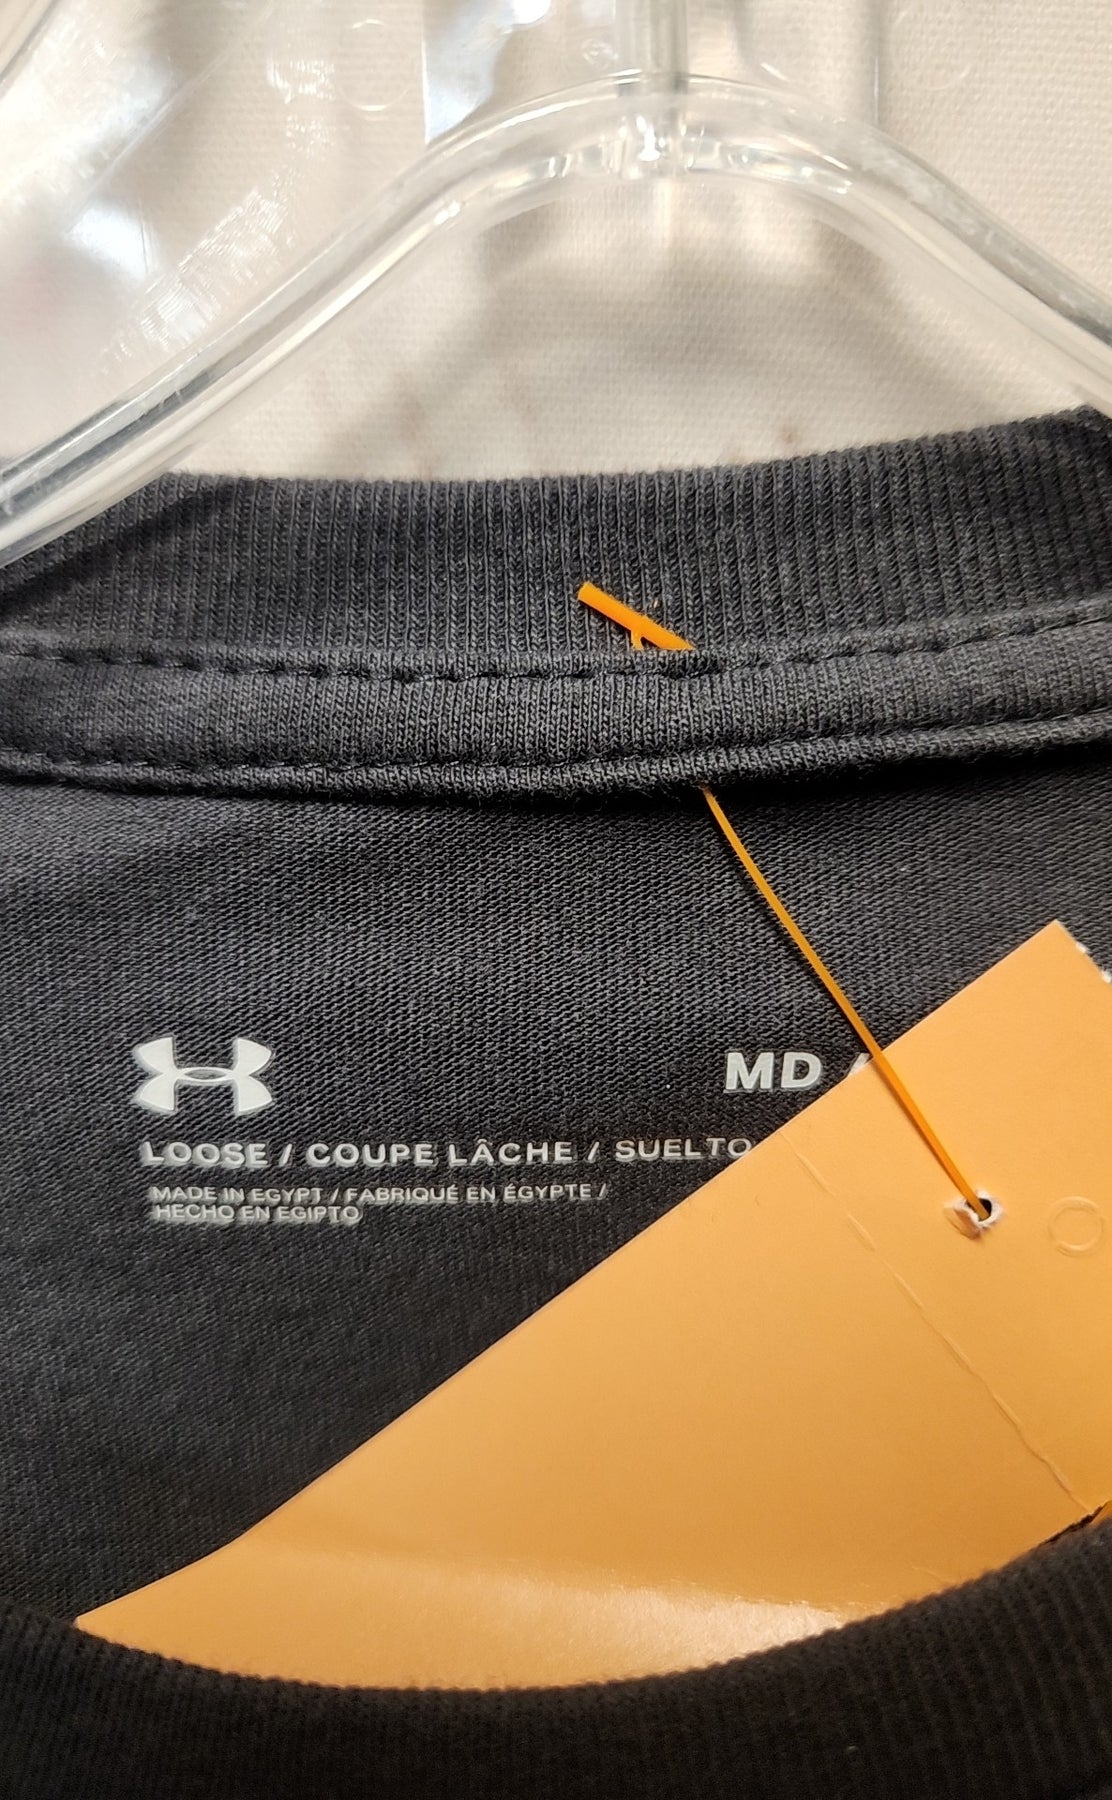 MD /
LOOSE / COUPE LÂCHE / SUELTO
MADE IN EGYPT / FABRIQUÉ EN ÉGYPTE /
HECHO EN EGIPTO